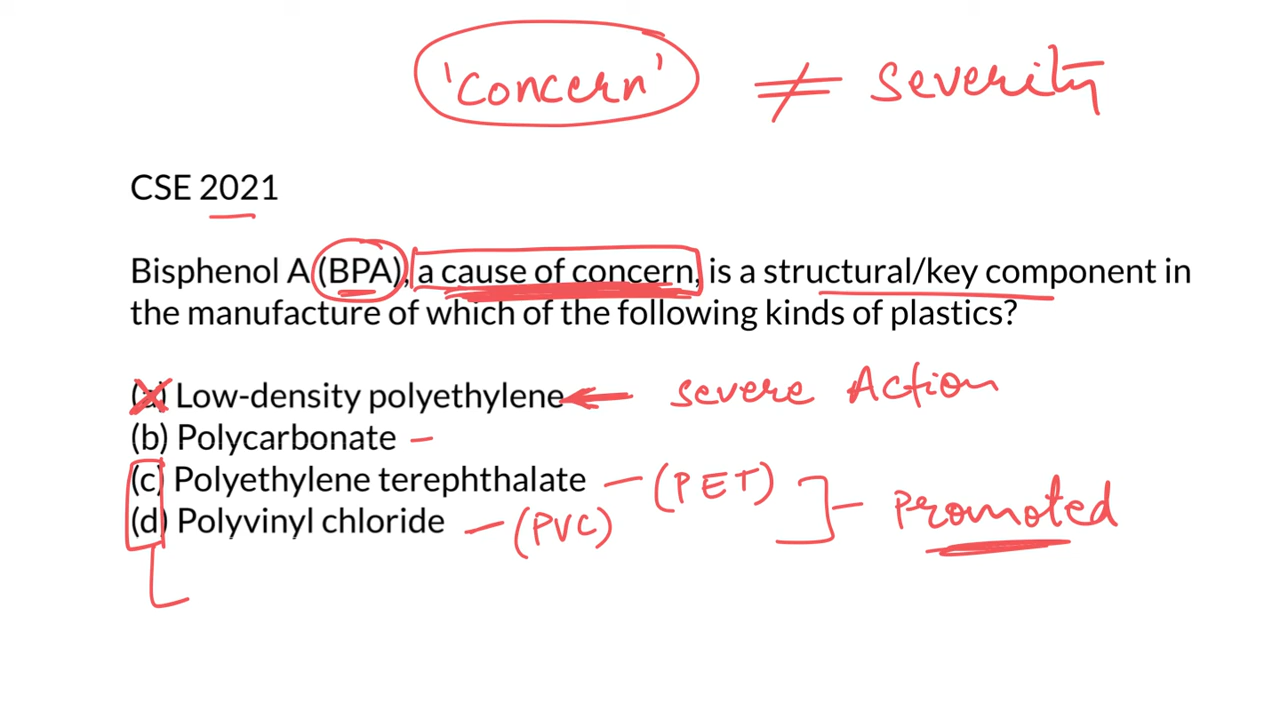 'concern' ≠ severity
CSE 2021
Bisphenol A (BPA), a cause of concern, is a structural/key component in
the manufacture of which of the following kinds of plastics?
(a) Low-density polyethylene severe Action
(b) Polycarbonate –
(c) Polyethylene terephthalate – (PET)
(d) Polyvinyl chloride – (PVC)
– Promoted